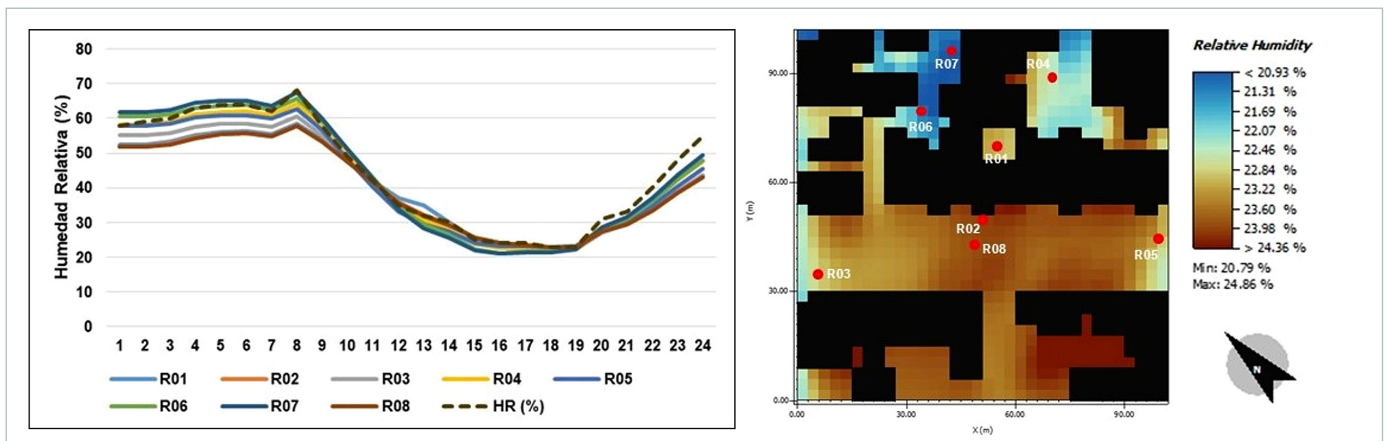 Humedad Relativa (%)
80
70
60
50
40
30
20
10
0
1 2 3 4 5 6 7 8 9 10 11 12 13 14 15 16 17 18 19 20 21 22 23 24
R01 R02 R03 R04 R05
R06 R07 R08 HR (%)
Y (m)
90.00
60.00
30.00
0.00
0.00 30.00 60.00 90.00
X (m)
R07
R04
R06
R01
R02
R08
R05
R03
Relative Humidity
< 20.93 %
21.31 %
21.69 %
22.07 %
22.46 %
22.84 %
23.22 %
23.60 %
23.98 %
> 24.36 %
Min: 20.79 %
Max: 24.86 %
N